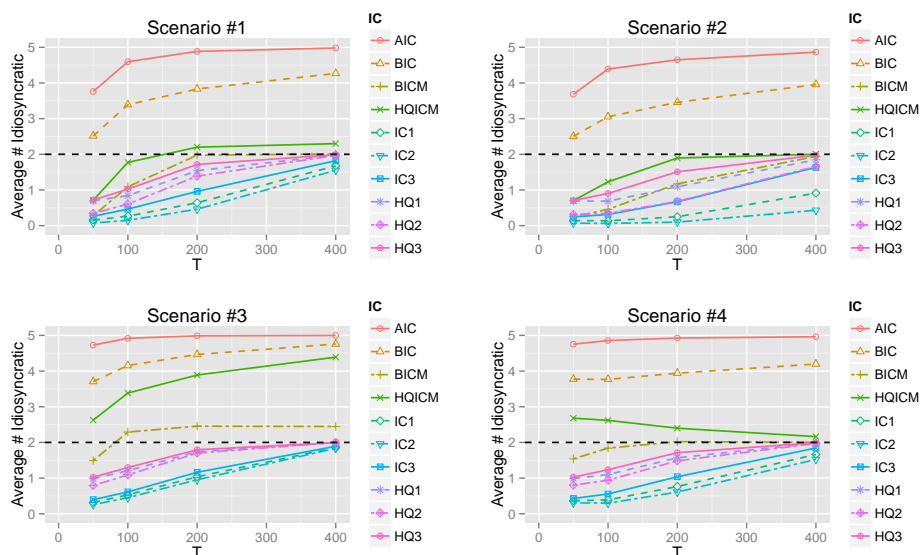 Scenario #1
Average # Idiosyncratic
5
4
3
2
1
0
0
100
200
300
400
T
IC
AIC
BIC
BICM
HQICM
IC1
IC2
IC3
HQ1
HQ2
HQ3
Scenario #2
Average # Idiosyncratic
5
4
3
2
1
0
0
100
200
300
400
T
IC
AIC
BIC
BICM
HQICM
IC1
IC2
IC3
HQ1
HQ2
HQ3
Scenario #3
Average # Idiosyncratic
5
4
3
2
1
0
0
100
200
300
400
T
IC
AIC
BIC
BICM
HQICM
IC1
IC2
IC3
HQ1
HQ2
HQ3
Scenario #4
Average # Idiosyncratic
5
4
3
2
1
0
0
100
200
300
400
T
IC
AIC
BIC
BICM
HQICM
IC1
IC2
IC3
HQ1
HQ2
HQ3